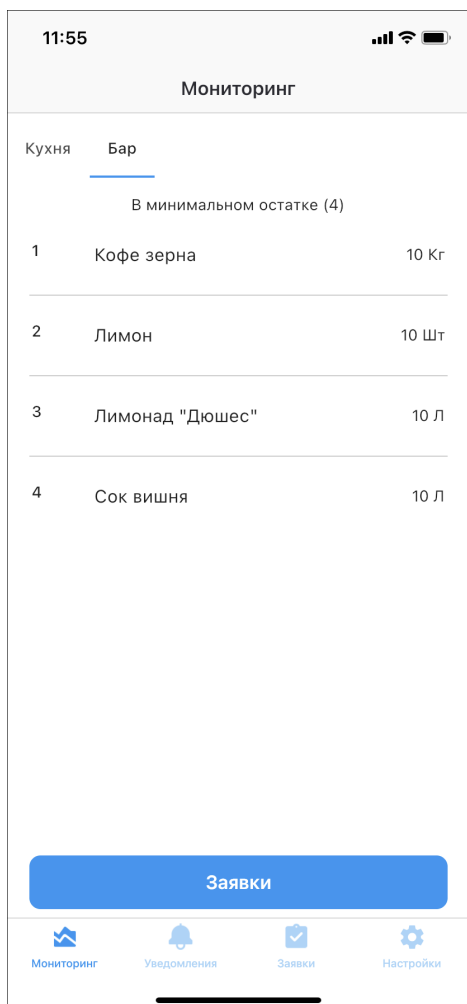 11:55
Мониторинг
Кухня Бар
В минимальном остатке (4)
1 Кофе зерна 10 Кг
2 Лимон 10 Шт
3 Лимонад "Дюшес" 10 Л
4 Сок вишня 10 Л
Заявки
Мониторинг Уведомления Заявки Настройки